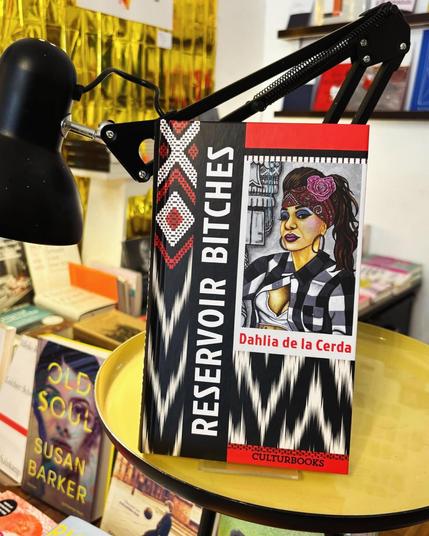 RESERVOIR BITCHES
Dahlia de la Cerda
CULTURBOOKS
OLD
SOUL
SUSAN
BARKER